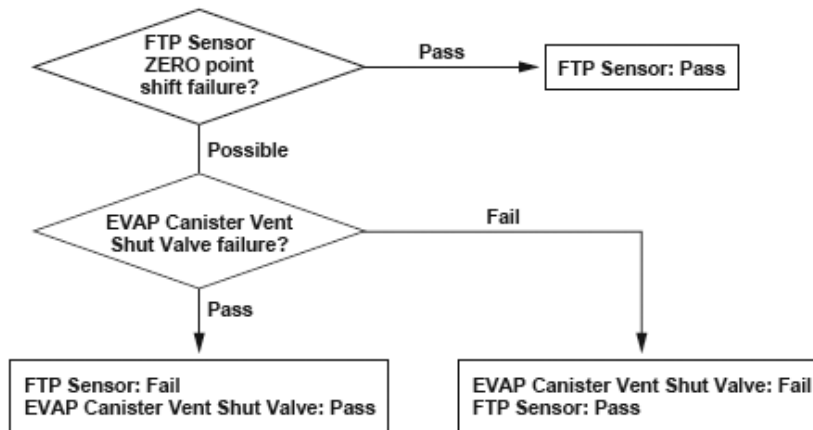 FTP Sensor
ZERO point
shift failure?
Pass
FTP Sensor: Pass
Possible
EVAP Canister Vent
Shut Valve failure?
Fail
Pass
FTP Sensor: Fail
EVAP Canister Vent Shut Valve: Pass
EVAP Canister Vent Shut Valve: Fail
FTP Sensor: Pass